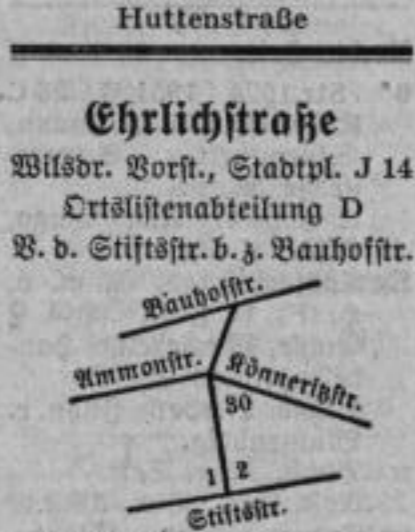 Huttenstraße
Ehrlichstraße
Wilsdr. Vorst., Stadtpl. J 14
Ortslistenabteilung D
V. d. Stiftsstr. b. z. Bauhofstr.
Bauhofstr.
Ammonstr.
Könneritzstr.
30
1 2
Stiftsstr.